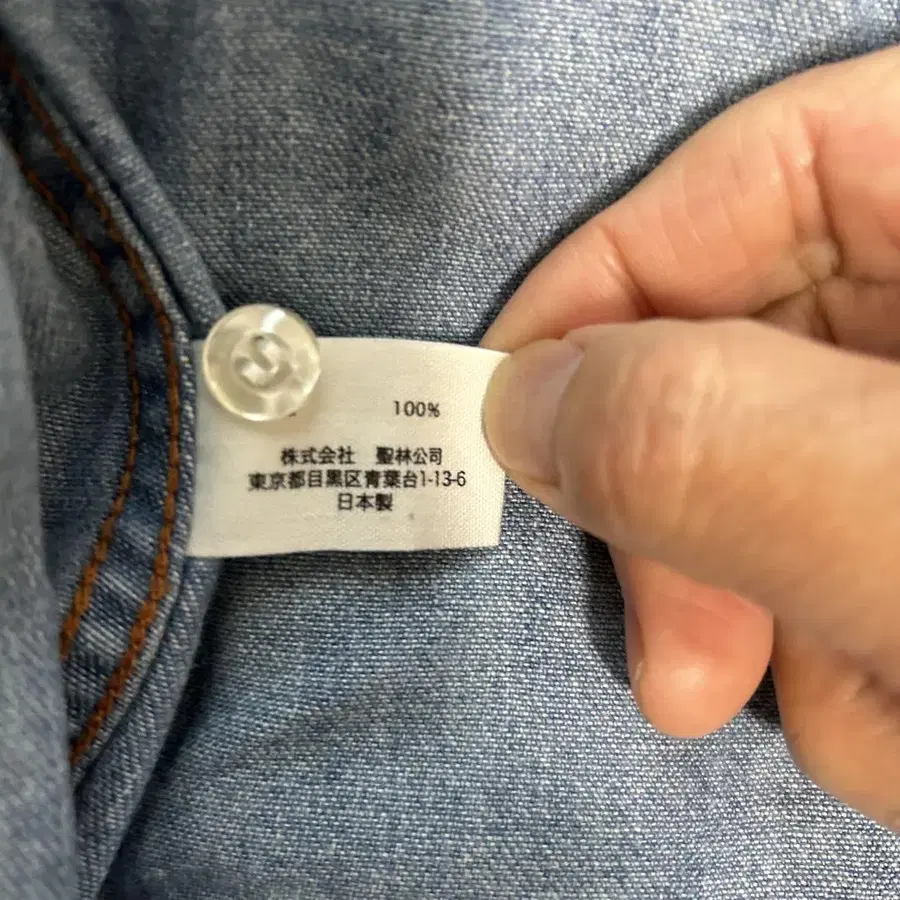 100%
株式会社 聖林公司
東京都目黒区青葉台1-13-6
日本製